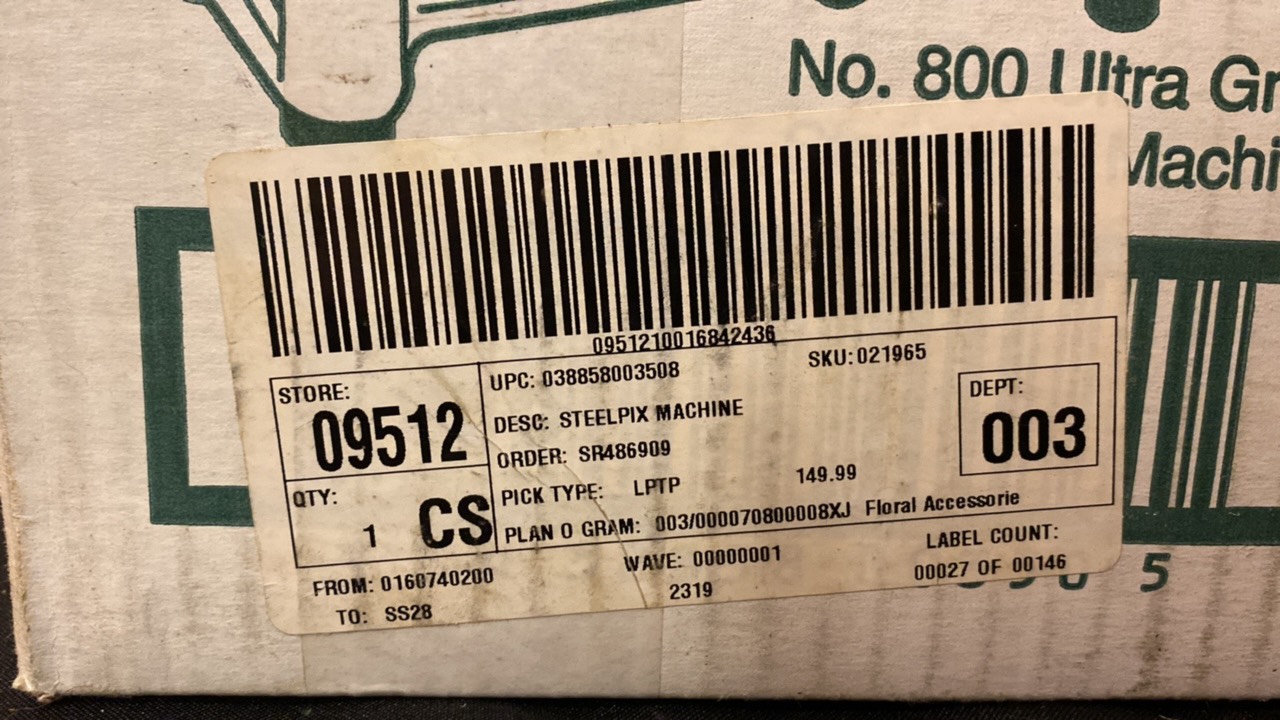 No. 800 Ultra
Machi
0951210016842436
STORE:
09512
UPC: 038858003508
SKU: 021965
DESC: STEELPIX MACHINE
DEPT:
003
ORDER: SR486909
QTY:
1 CS
PICK TYPE: LPTP 149.99
PLAN O GRAM: 003/000070800008XJ Floral Accessorie
FROM: 0160740200
WAVE: 00000001
LABEL COUNT:
TO: SS28
2319
00027 OF 00146
5